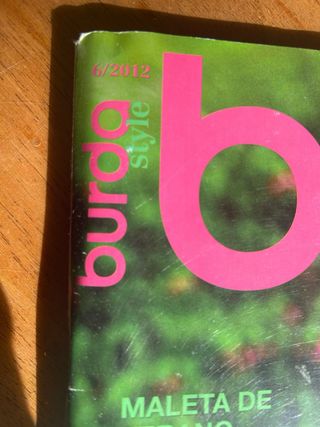 6/2012
burda
style
b
MALETA DE